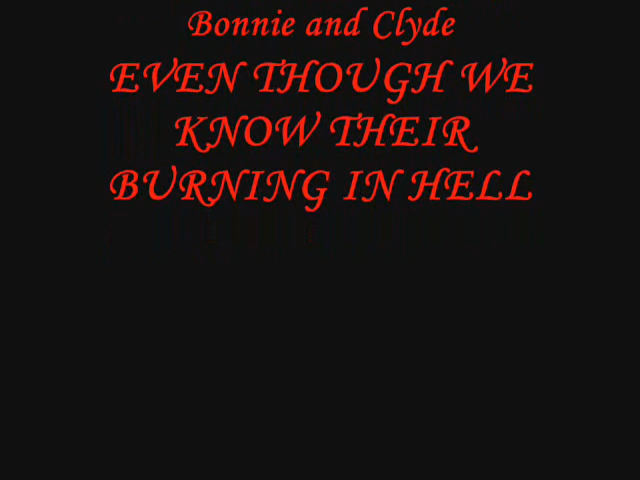 Bonnie and Clyde
EVEN THOUGH WE
KNOW THEIR
BURNING IN HELL